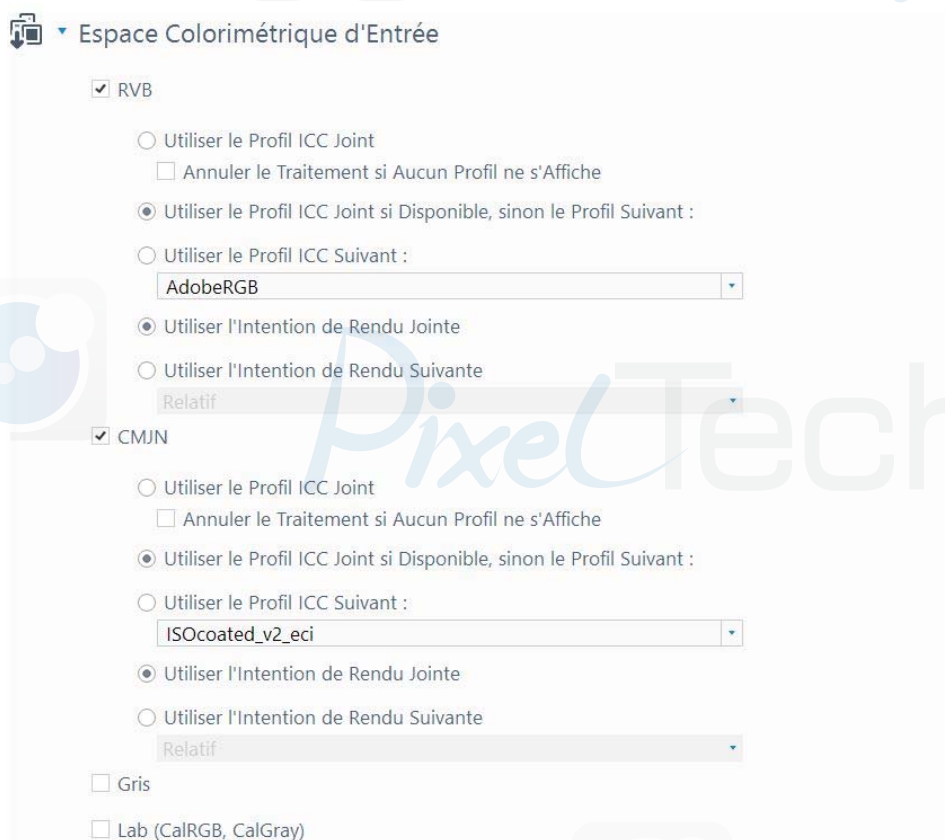 Espace Colorimétrique d'Entrée
RVB
Utiliser le Profil ICC Joint
Annuler le Traitement si Aucun Profil ne s'Affiche
Utiliser le Profil ICC Joint si Disponible, sinon le Profil Suivant :
Utiliser le Profil ICC Suivant :
AdobeRGB
Utiliser l'Intention de Rendu Jointe
Utiliser l'Intention de Rendu Suivante
Relatif
PixelTech
CMJN
Utiliser le Profil ICC Joint
Annuler le Traitement si Aucun Profil ne s'Affiche
Utiliser le Profil ICC Joint si Disponible, sinon le Profil Suivant :
Utiliser le Profil ICC Suivant :
ISOcoated_v2_eci
Utiliser l'Intention de Rendu Jointe
Utiliser l'Intention de Rendu Suivante
Relatif
Gris
Lab (CalRGB, CalGray)